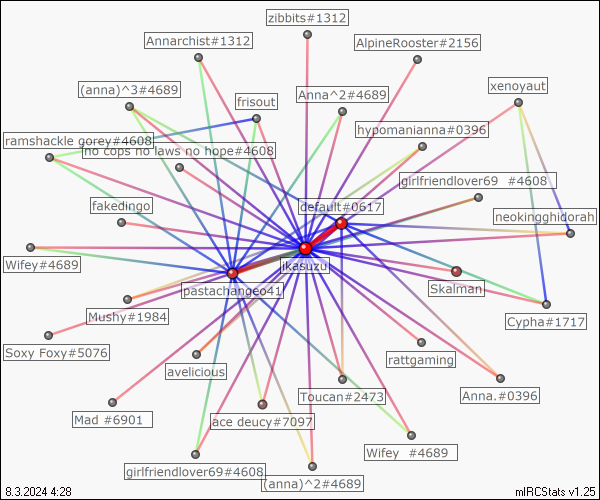 zibbits#1312
Annarchist#1312
AlpineRooster#2156
(anna)^3#4689
xenoyaut
Anna^2#4689
frisout
hypomanianna#0396
ramshackle gorey#4608
no cops no laws no nope#4608
girlfriendlover69 #4608
default#0617
fakedingo
neokingghidorah
Wifey#4689
ikasuzu
Skalman
pastachangeo41
Mushy#1984
Cypha#1717
Soxy Foxy#5076
rattgaming
avelicious
Toucan#2473
Anna.#0396
Mad #6901
ace deucy#7097
Wifey #4689
girlfriendlover69#4608
(anna)^2#4689
8.3.2024 4:28
mIRCStats v1.25